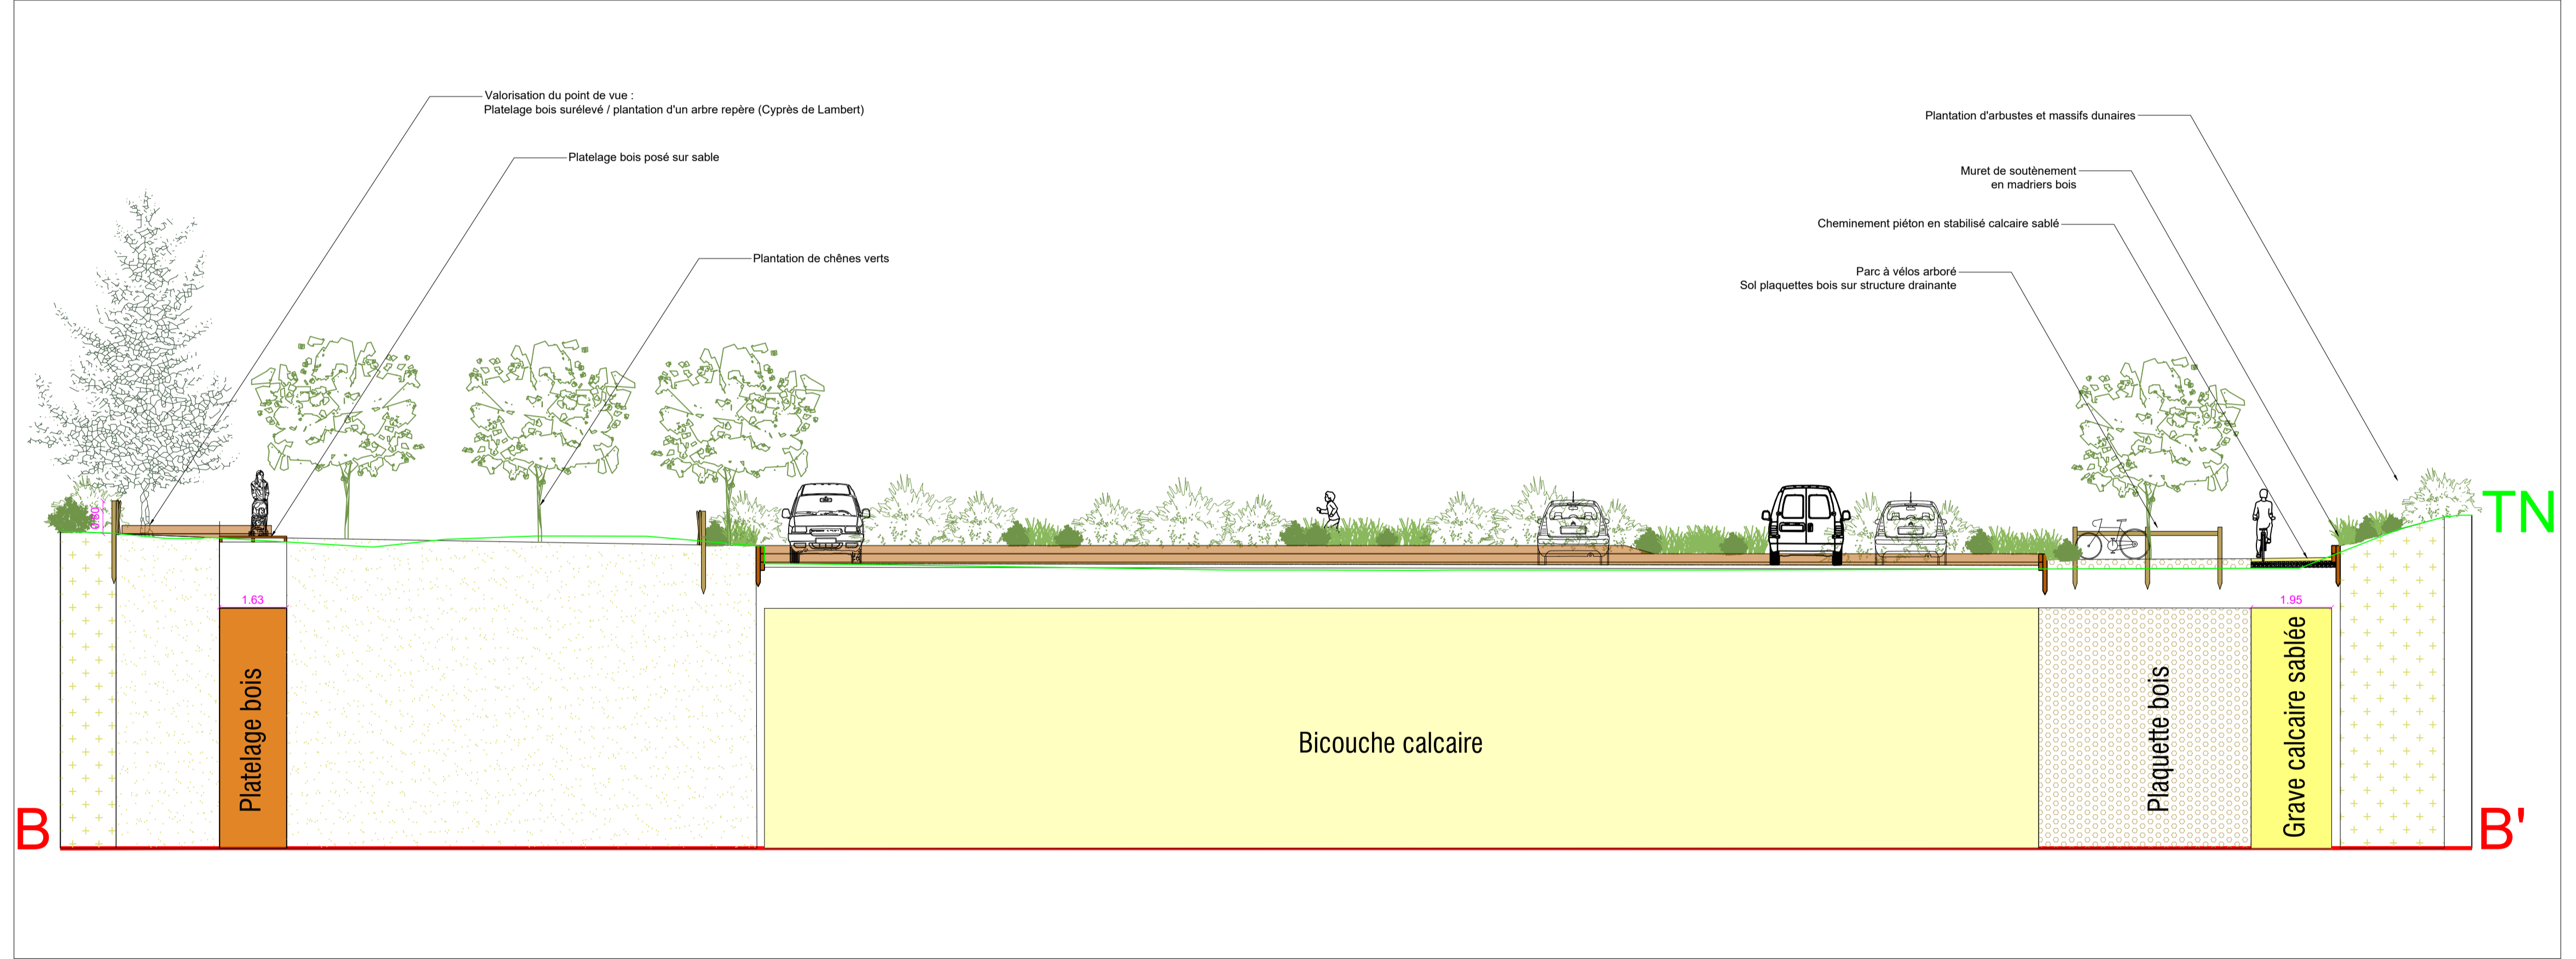 Valorisation du point de vue :
Platelage bois surélevé / plantation d'un arbre repère (Cyprès de Lambert)
Platelage bois posé sur sable
Plantation de chênes verts
Plantation d'arbustes et massifs dunaires
Muret de soutènement
en madriers bois
Cheminement piéton en stabilisé calcaire sablé
Parc à vélos arboré
Sol plaquettes bois sur structure drainante
TN
0.80
1.63
1.95
Platelage bois
Bicouche calcaire
Plaquette bois
Grave calcaire sablée
B
B'